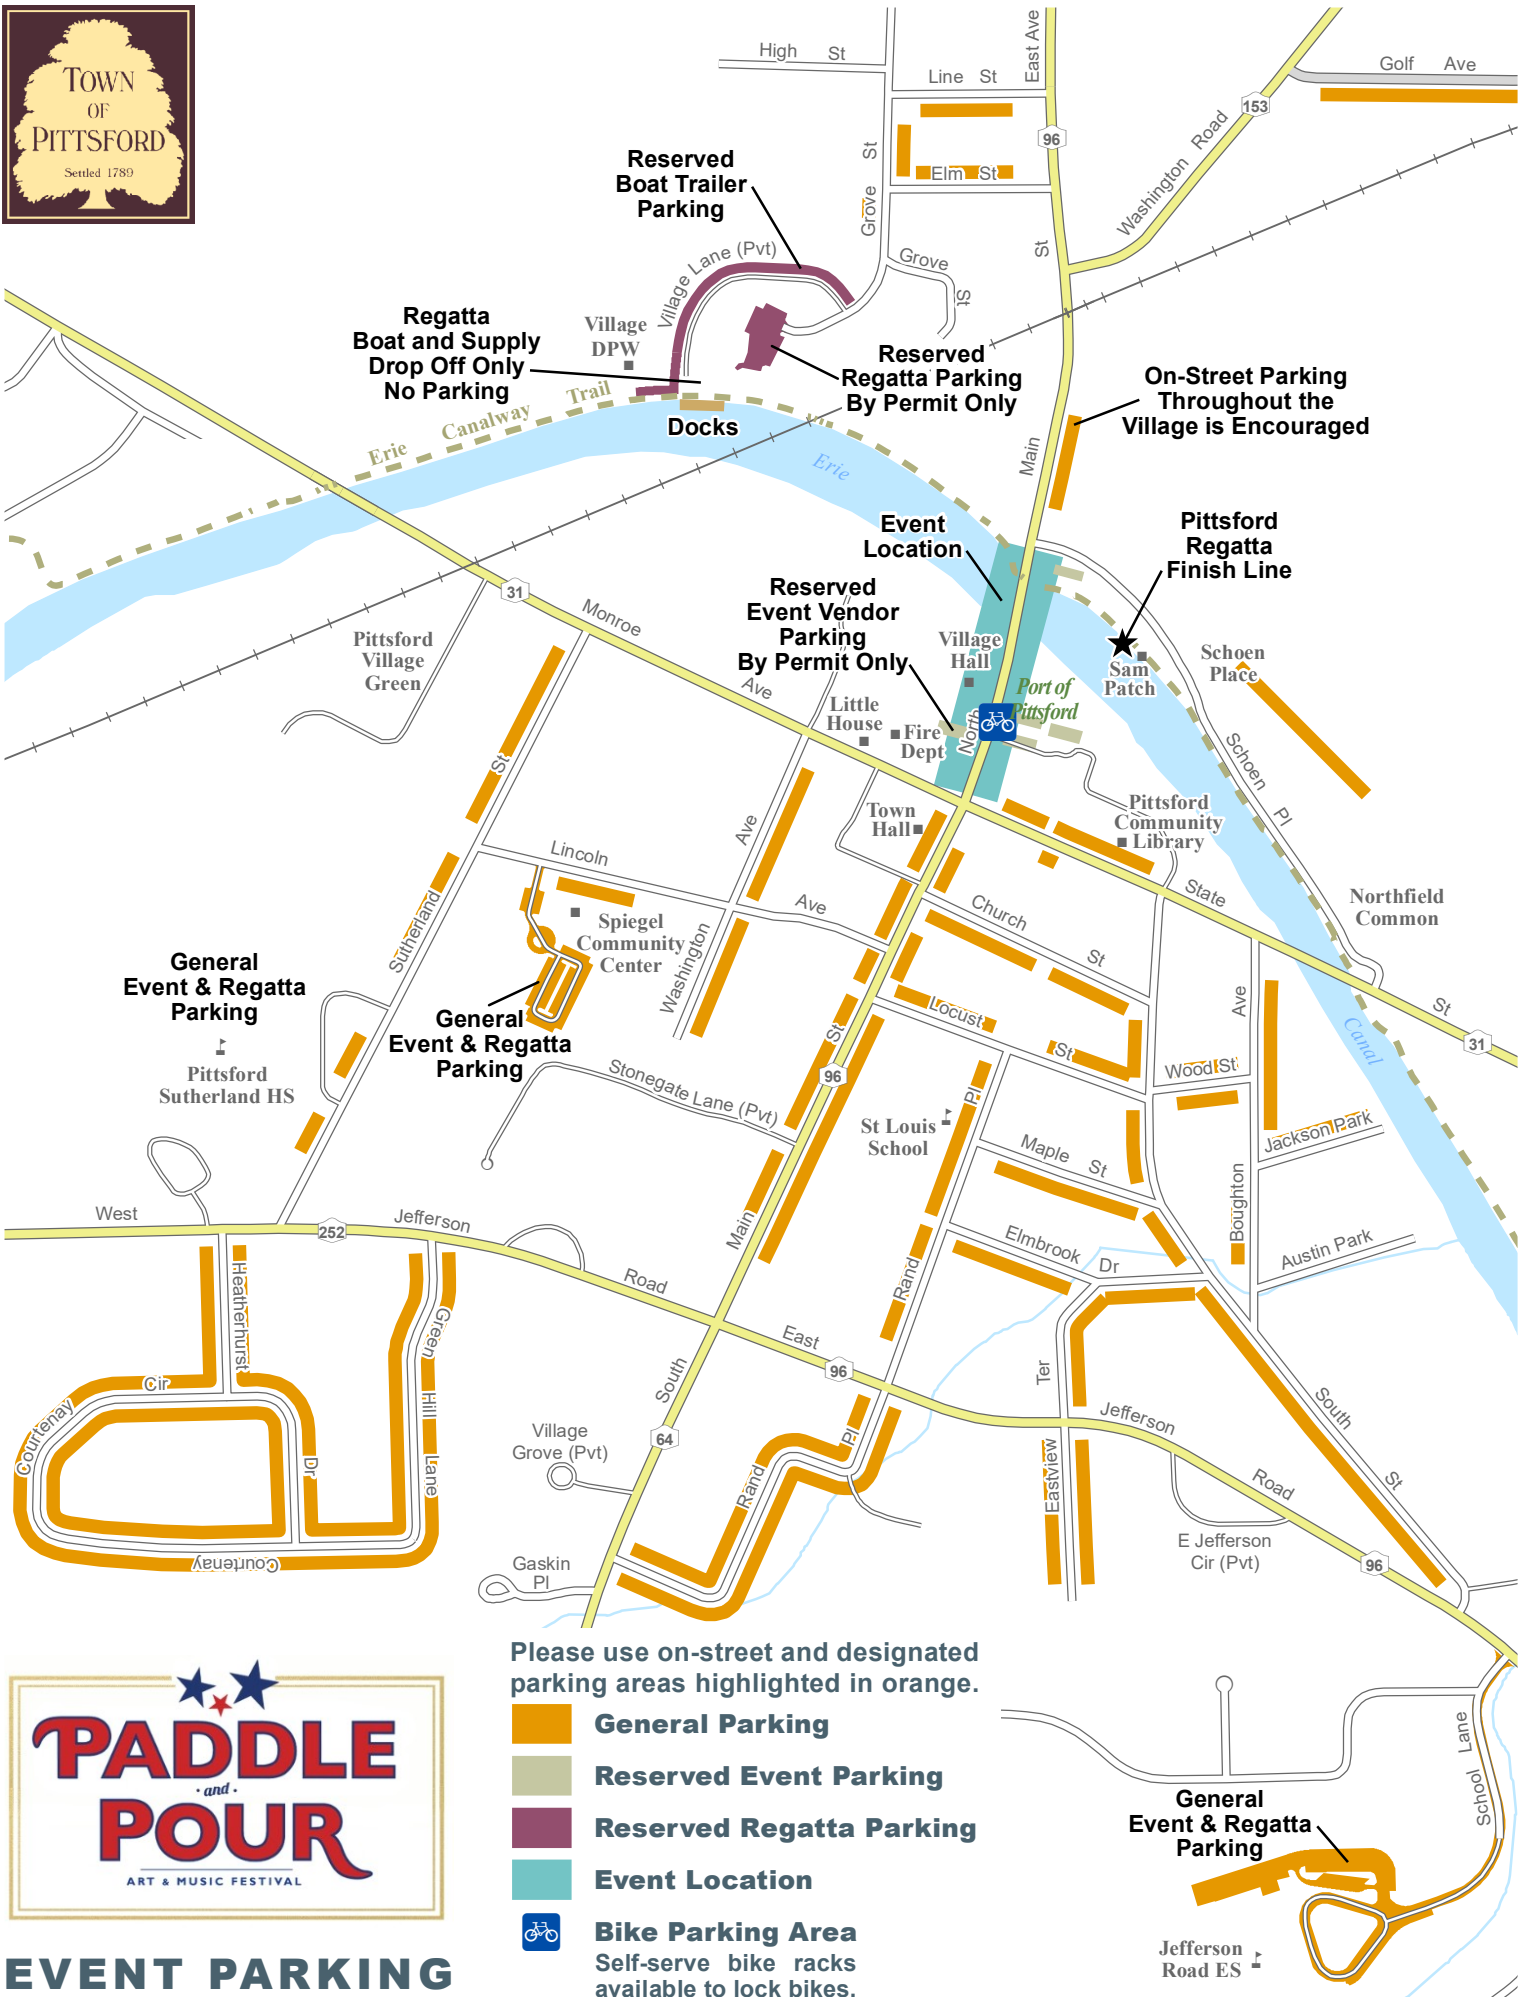 TOWN
OF
PITTSFORD
Settled 1789
High St
Line St
East Ave
Golf Ave
153
96
Washington Road
Grove St
Elm St
Reserved
Boat Trailer
Parking
Grove St
St
Village Lane (Pvt)
Regatta
Boat and Supply
Drop Off Only
No Parking
Village
DPW
Reserved
Regatta Parking
By Permit Only
On-Street Parking
Throughout the
Village is Encouraged
Erie Canalway Trail
Docks
Erie
Main
Event
Location
Pittsford
Regatta
Finish Line
31
Monroe
Ave
Reserved
Event Vendor
Parking
By Permit Only
Pittsford
Village
Green
Village
Hall
Sam
Patch
Schoen
Place
Port of
Pittsford
Little
House
Fire
Dept
North
Schoen Pl
St
Town
Hall
Pittsford
Community
Library
Lincoln
Ave
Ave
State
Northfield
Common
Church
St
Sutherland
Spiegel
Community
Center
Washington
General
Event & Regatta
Parking
General
Event & Regatta
Parking
Locust
St
Ave
St
31
Canal
Pittsford
Sutherland HS
St
96
Stonegate Lane (Pvt)
Wood St
Pl
St Louis
School
Maple St
Jackson Park
Boughton
West
252
Jefferson
Main
Elmbrook Dr
Austin Park
Road
Rand
Heatherhurst
Green
East
96
Ter
Cir
Hill
South
Jefferson
South
Courtenay
Dr
Lane
Village
Grove (Pvt)
64
Pl
Rand
Eastview
Road
St
E Jefferson
Cir (Pvt)
96
Courtenay
Gaskin
Pl
Please use on-street and designated
parking areas highlighted in orange.
General Parking
Reserved Event Parking
Reserved Regatta Parking
Event Location
Bike Parking Area
Self-serve bike racks
available to lock bikes.
PADDLE
· and ·
POUR
ART & MUSIC FESTIVAL
EVENT PARKING
School Lane
General
Event & Regatta
Parking
Jefferson
Road ES